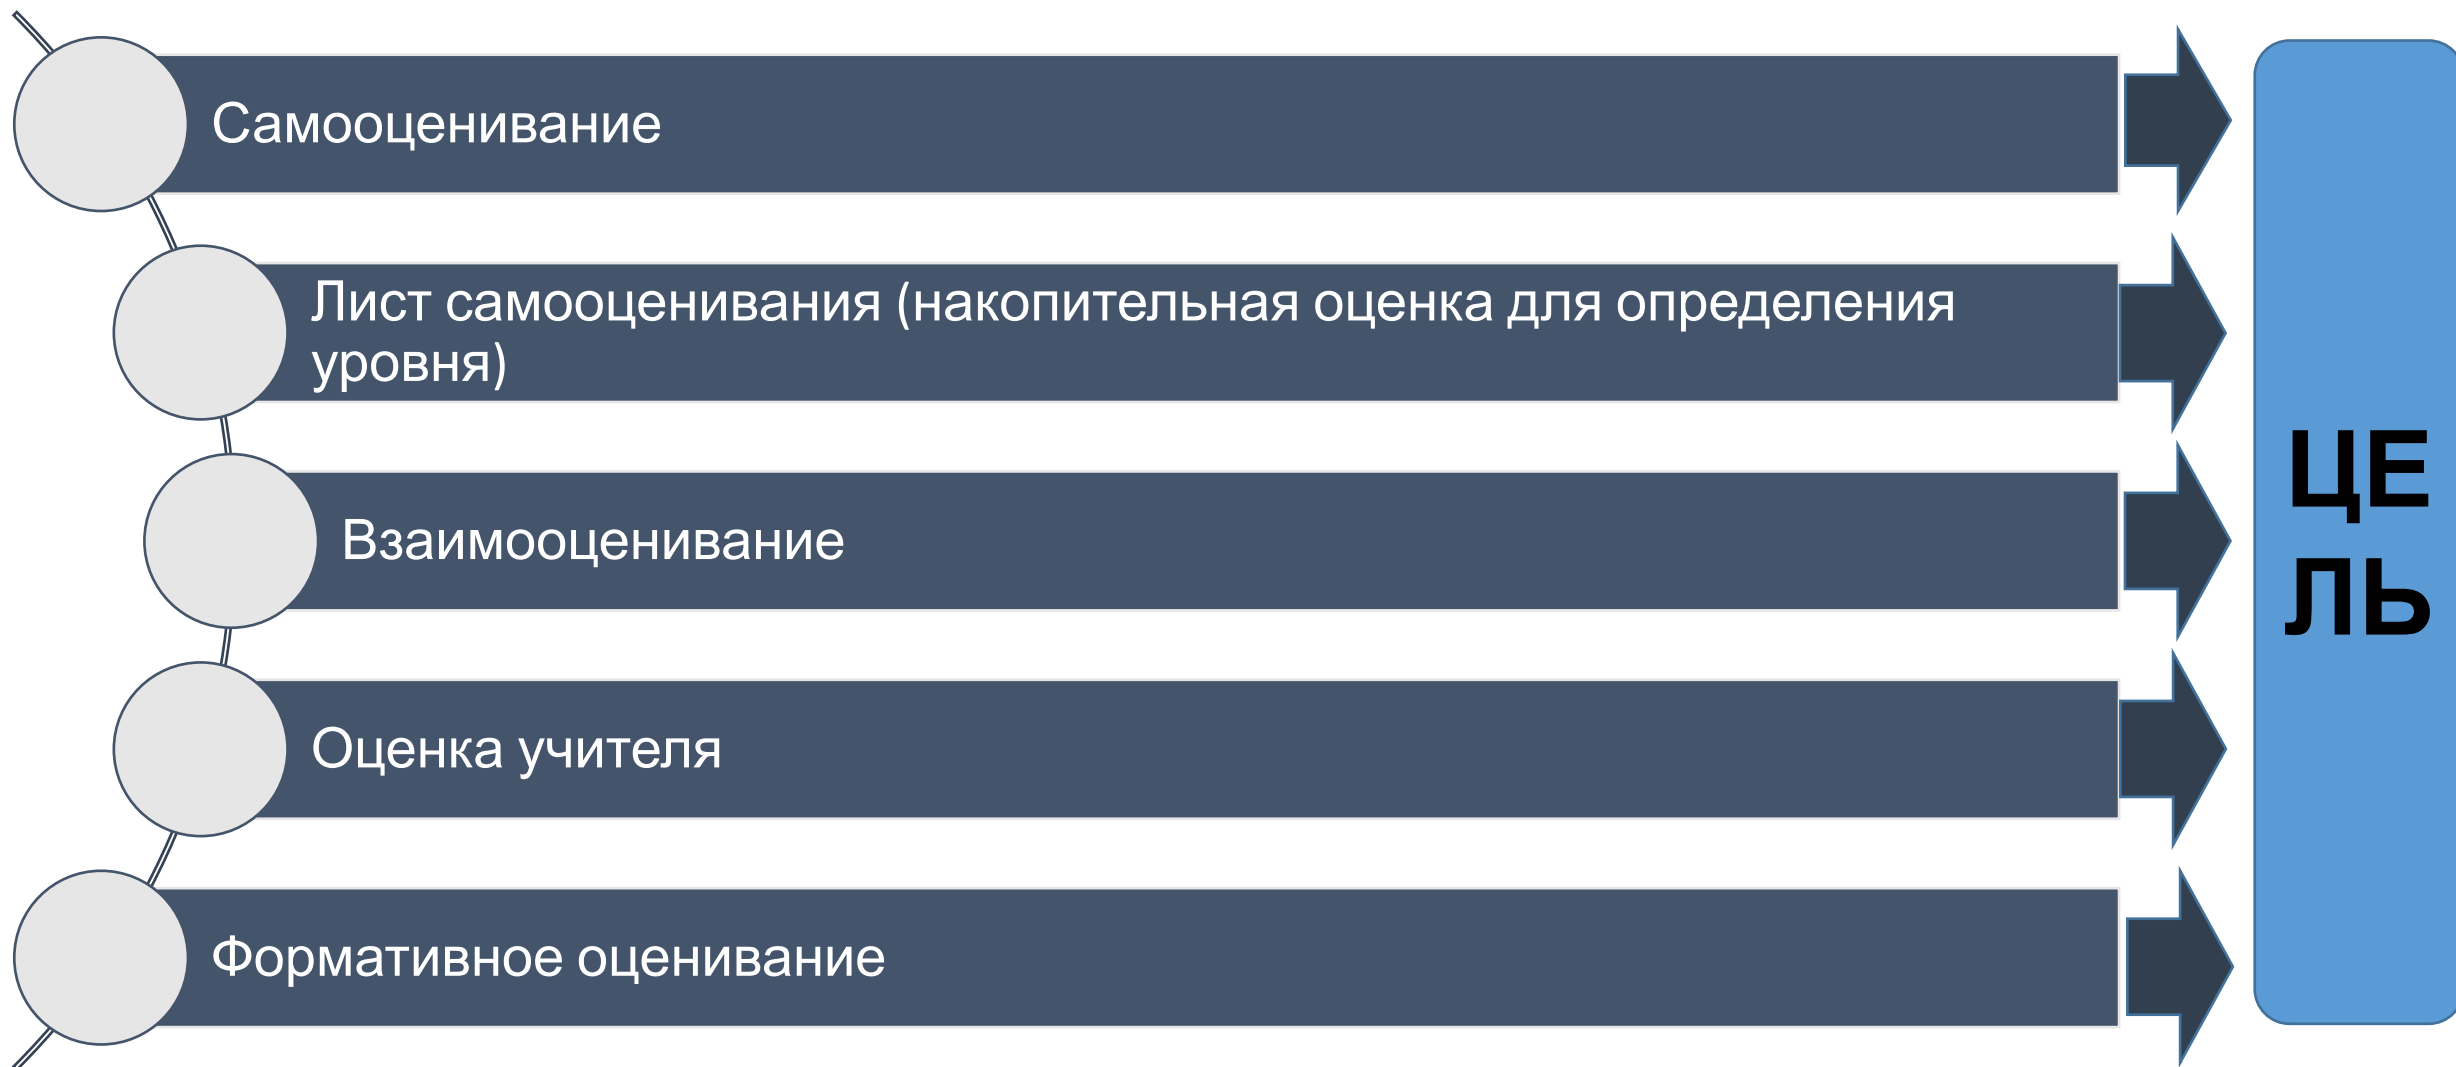 Самооценивание
Лист самооценивания (накопительная оценка для определения
уровня)
Взаимооценивание
Оценка учителя
Формативное оценивание
ЦЕ
ЛЬ